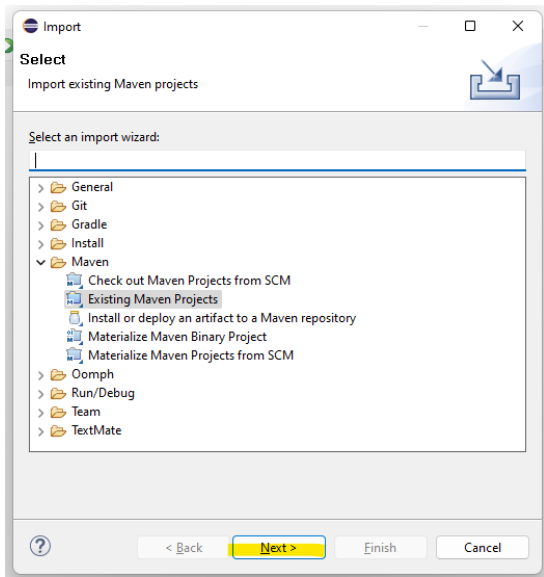 Import
Select
Import existing Maven projects
Select an import wizard:
General
Git
Gradle
Install
Maven
Check out Maven Projects from SCM
Existing Maven Projects
Install or deploy an artifact to a Maven repository
Materialize Maven Binary Project
Materialize Maven Projects from SCM
Oomph
Run/Debug
Team
TextMate
? < Back Next > Finish Cancel